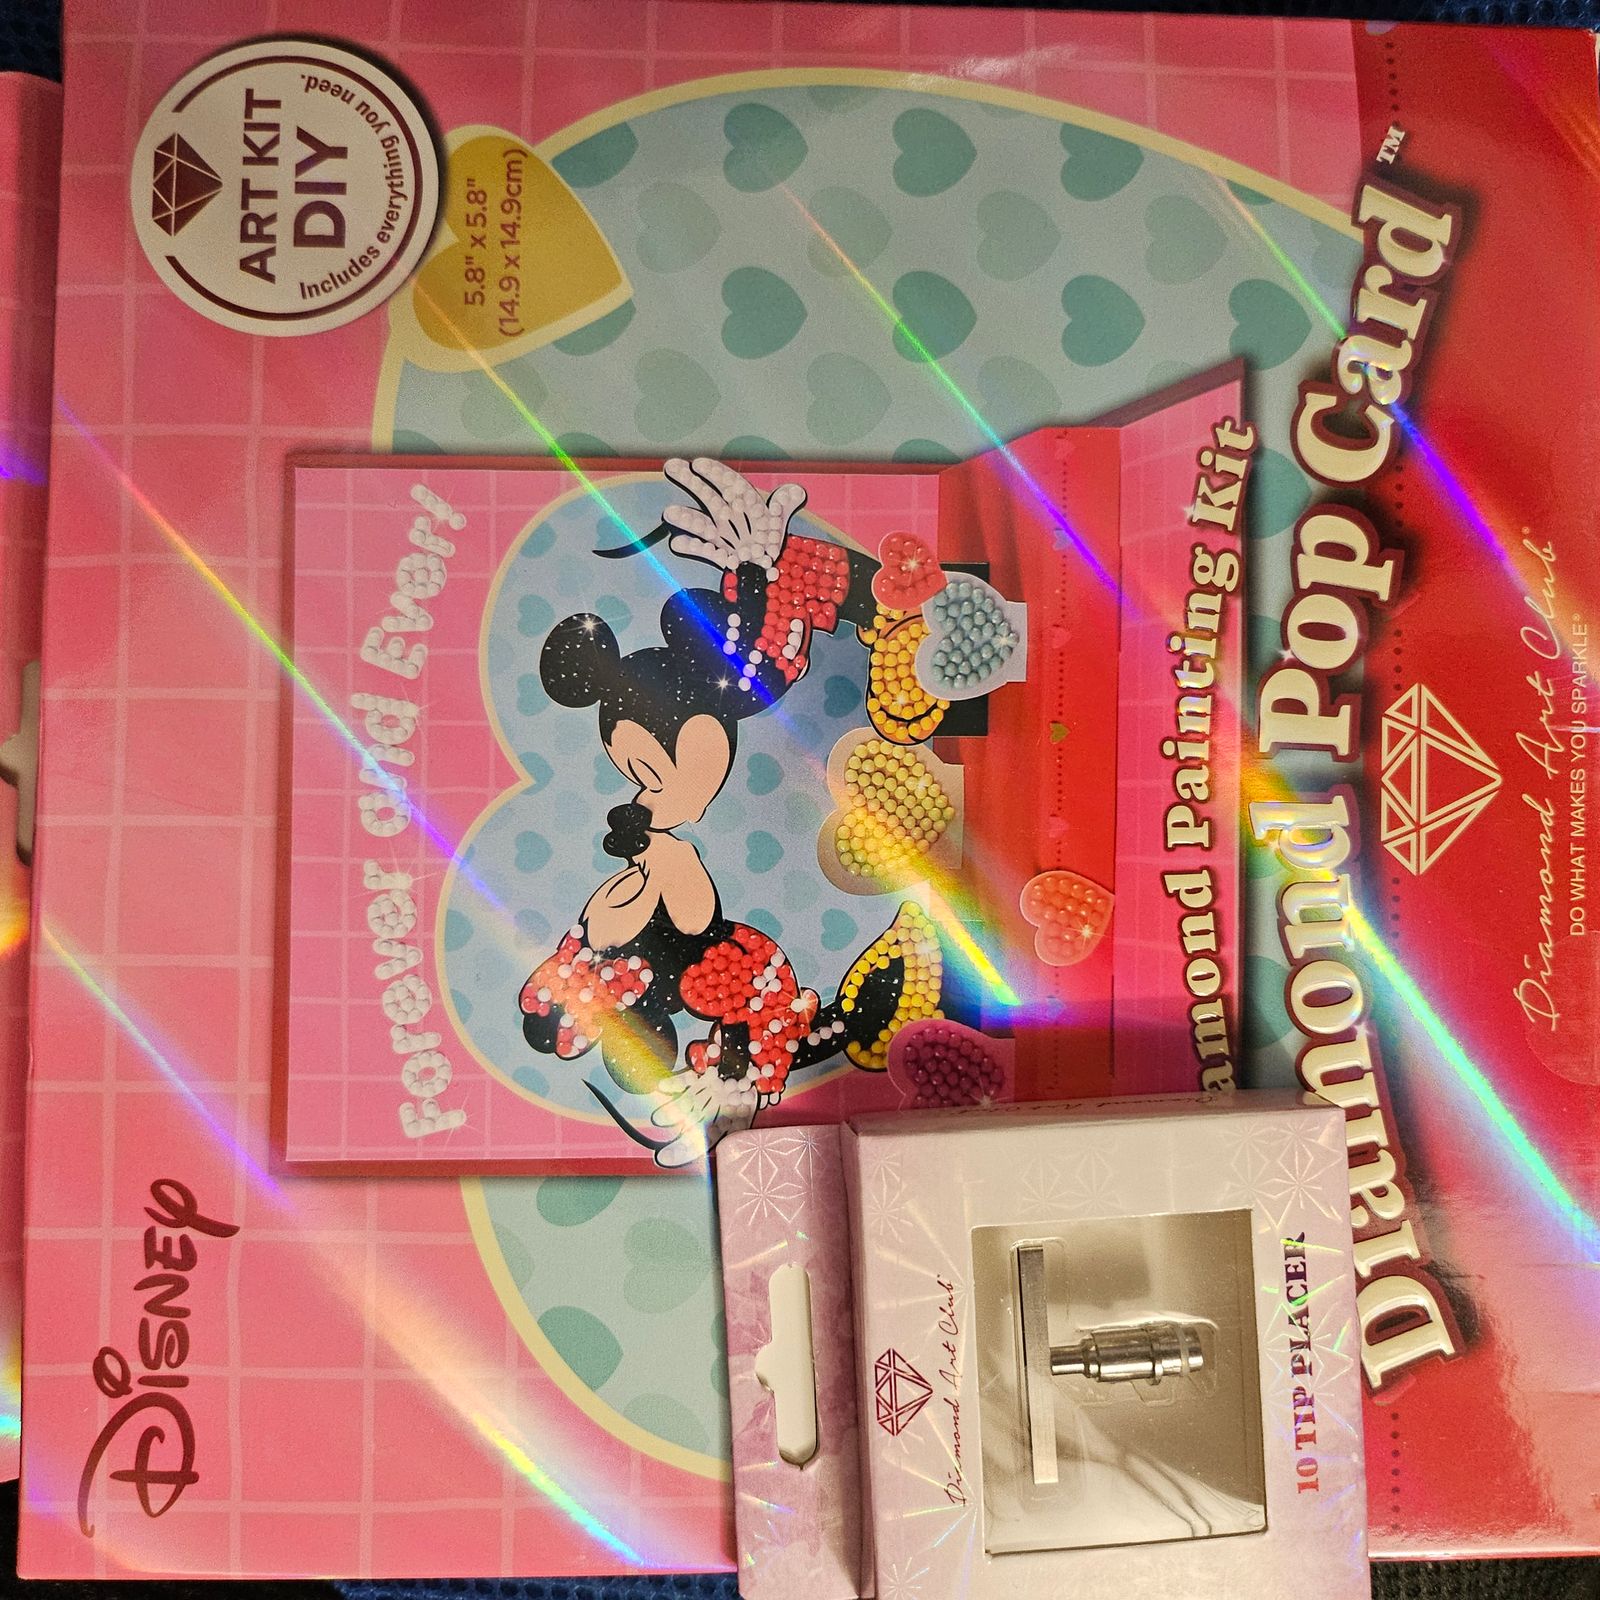 DISNEY
ART KIT
DIY
Includes everything you need.
5.8" x 5.8"
(14.9 x 14.9cm)
Forever and Ever!
Painting Kit
Diamond Pop Card™
Diamond Art Club®
DO WHAT MAKES YOU SPARKLE®
Diamond Art Club
Diamond Art Club®
10 TIP PLACER